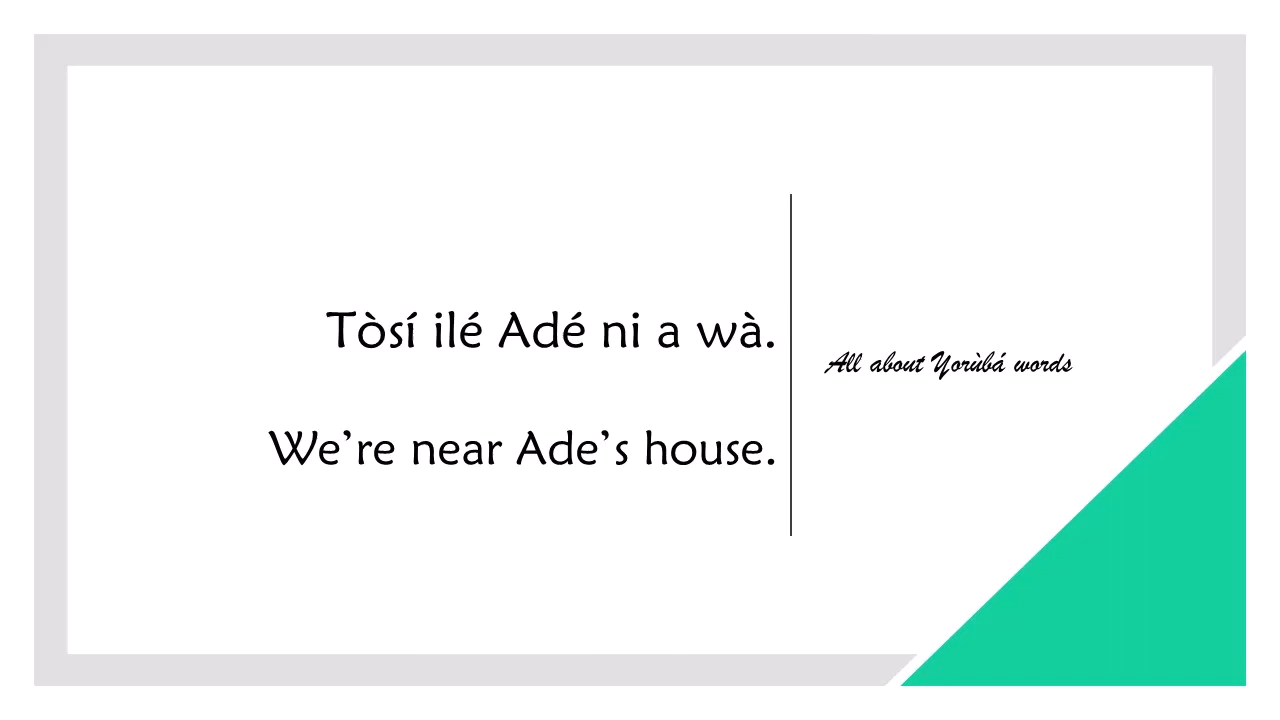 Tòsí ilé Adé ni a wà.
We’re near Ade’s house.
All about Yorùbá words